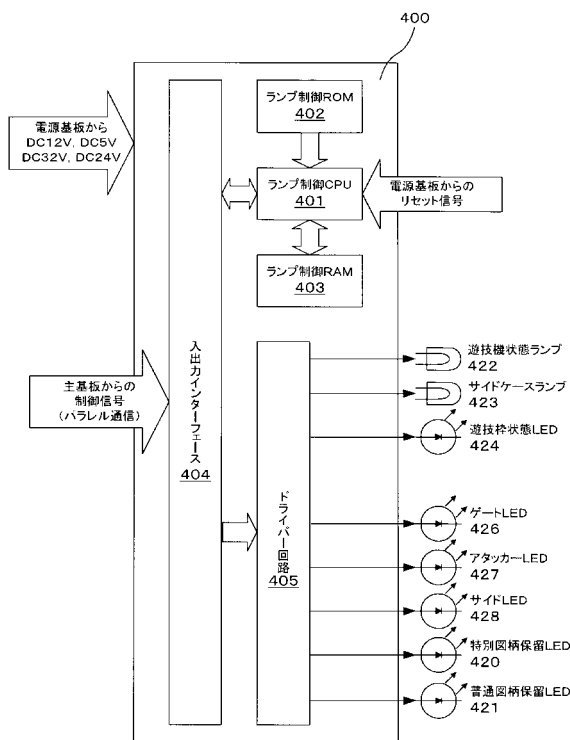 400
ランプ制御ROM
402
電源基板から
DC12V, DC5V
DC32V, DC24V
ランプ制御CPU
401
電源基板からの
リセット信号
ランプ制御RAM
403
主基板からの
制御信号
(パラレル通信)
入出力インターフェース
404
ドライバー回路
405
遊技機状態ランプ
422
サイドケースランプ
423
遊技枠状態LED
424
ゲートLED
426
アタッカーLED
427
サイドLED
428
特別図柄保留LED
420
普通図柄保留LED
421